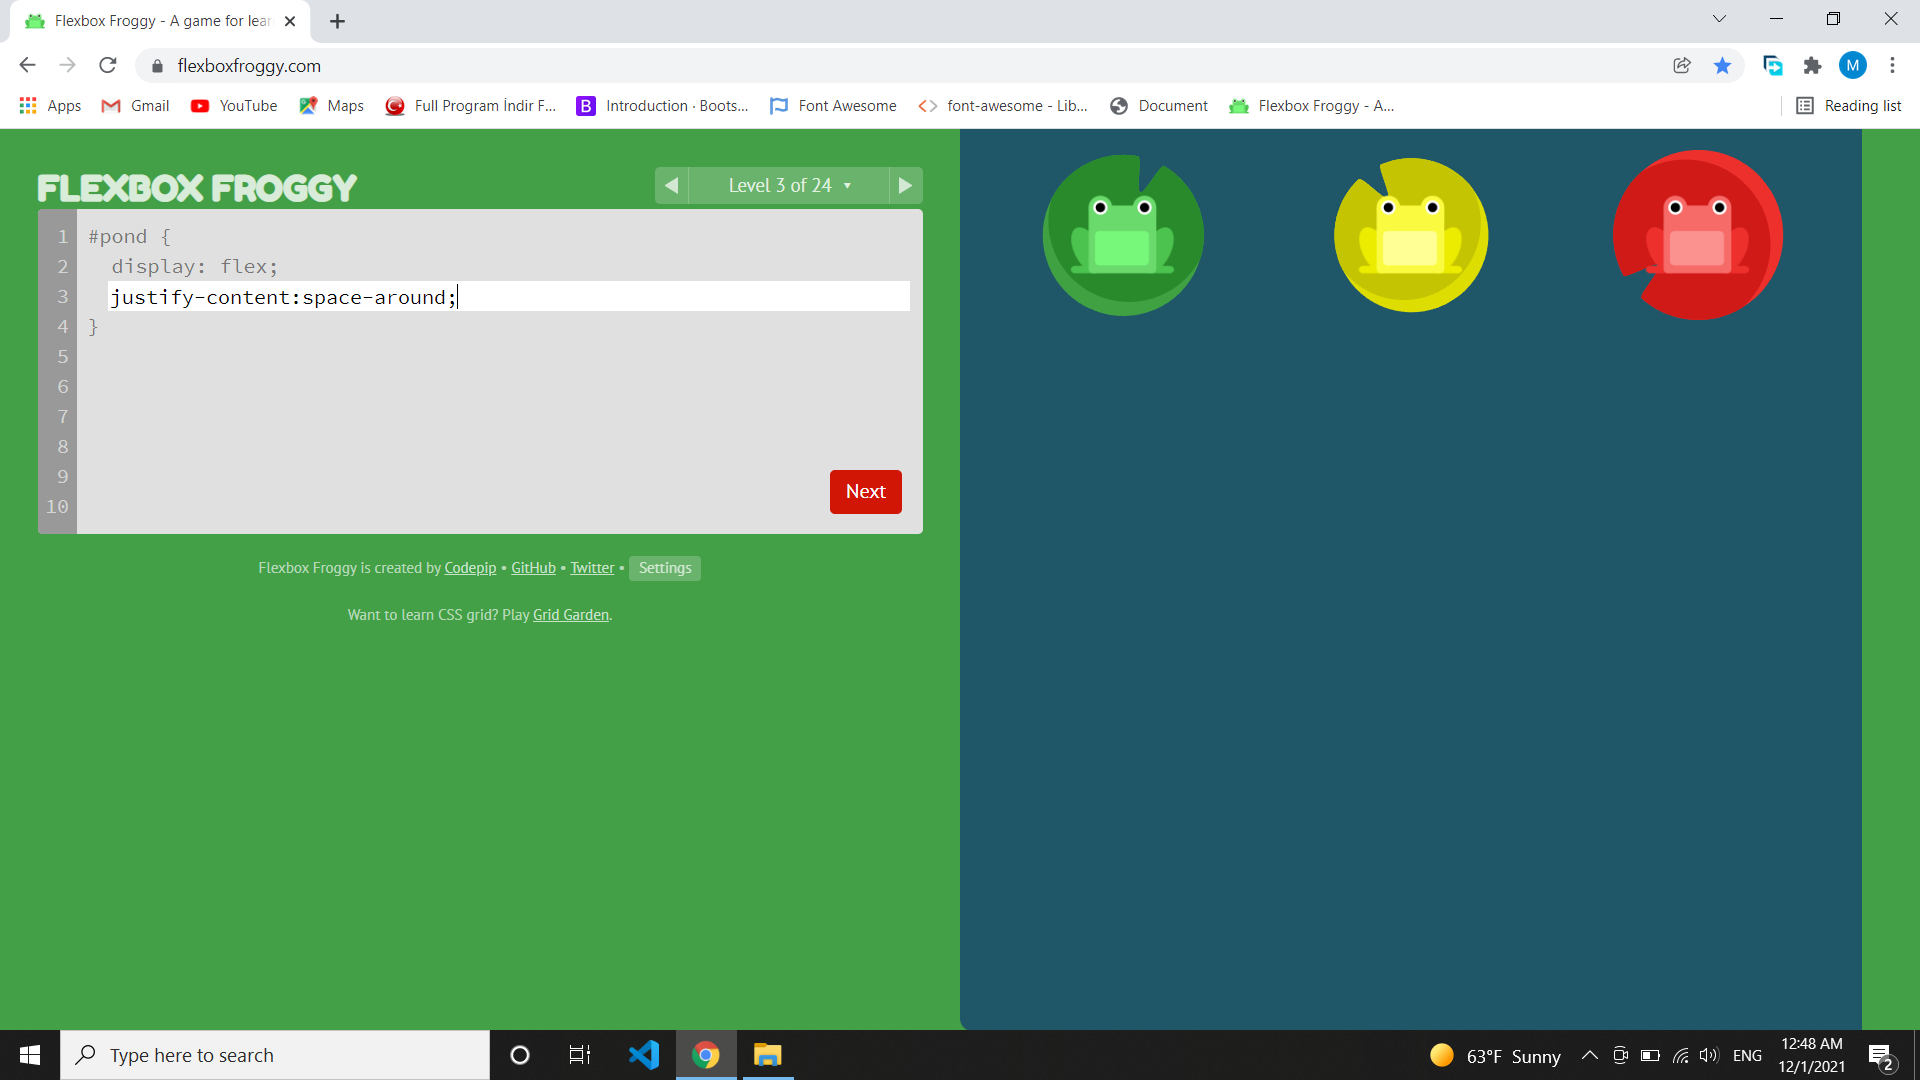 Flexbox Froggy - A game for lear
flexboxfroggy.com
M
Apps
Gmail
YouTube
Maps
Full Program İndir F...
B
Introduction · Boots...
Font Awesome
font-awesome - Lib...
Document
Flexbox Froggy - A...
Reading list
FLEXBOX FROGGY
Level 3 of 24
1 #pond {
2 display: flex;
3 justify-content:space-around;
4 }
5
6
7
8
9
10
Next
Flexbox Froggy is created by Codepip • GitHub • Twitter • Settings
Want to learn CSS grid? Play Grid Garden.
Type here to search
63°F Sunny
ENG
12:48 AM
12/1/2021
2